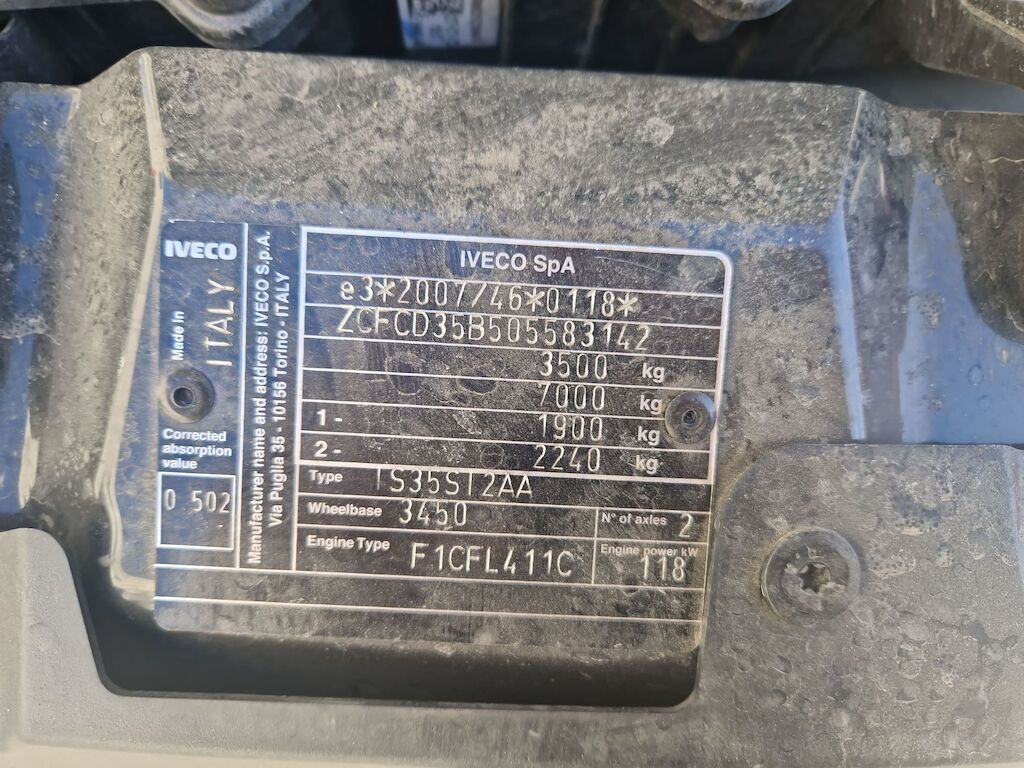 IVECO
Made in
ITALY
Corrected
absorption
value
0 502
Manufacturer name and address: IVECO S.p.A.
Via Puglia 35 - 10156 Torino - ITALY
IVECO SpA
e3*2007/46*0118*
ZCFCD35B505583142
3500 kg
7000 kg
1 - 1900 kg
2 - 2240 kg
Type IS35SI2AA
Wheelbase 3450 N° of axles 2
Engine Type F1CFL411C Engine power kW 118